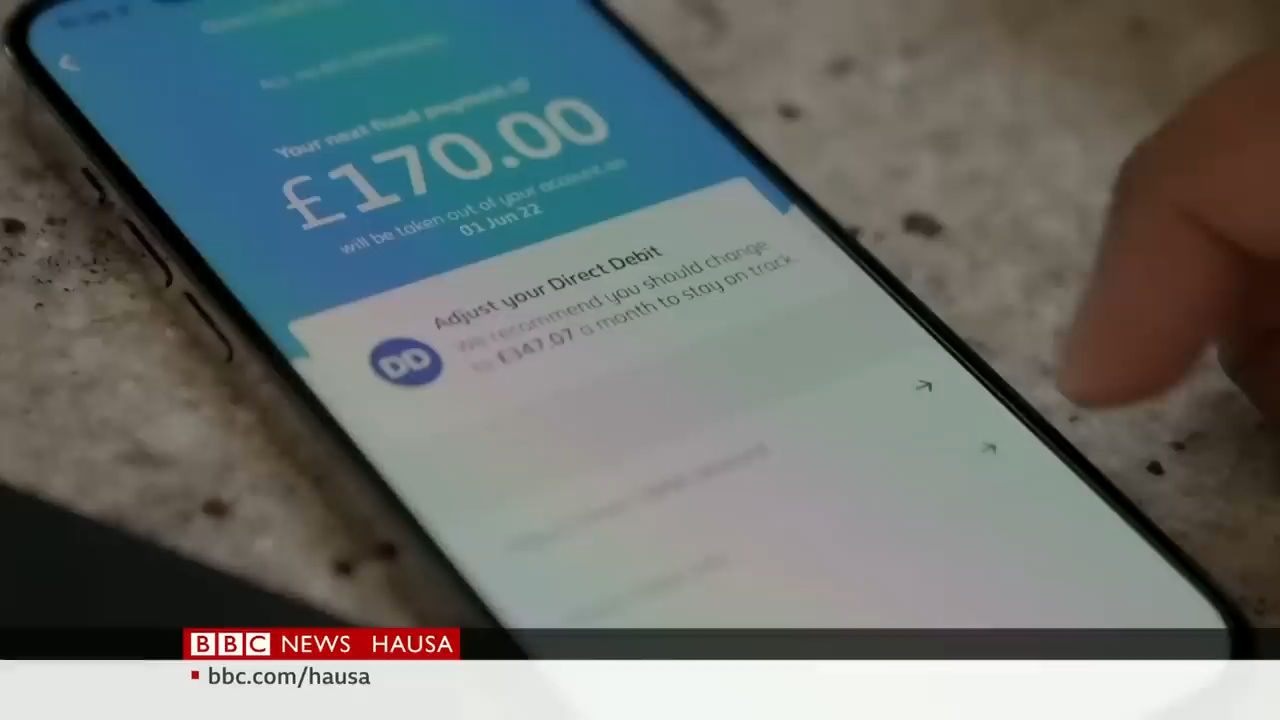 Your next fixed payment of
£170.00
will be taken out of your account on
01 Jun 22
Adjust your Direct Debit
We recommend you should change
to £347.07 a month to stay on track
DD
BBC NEWS HAUSA
bbc.com/hausa